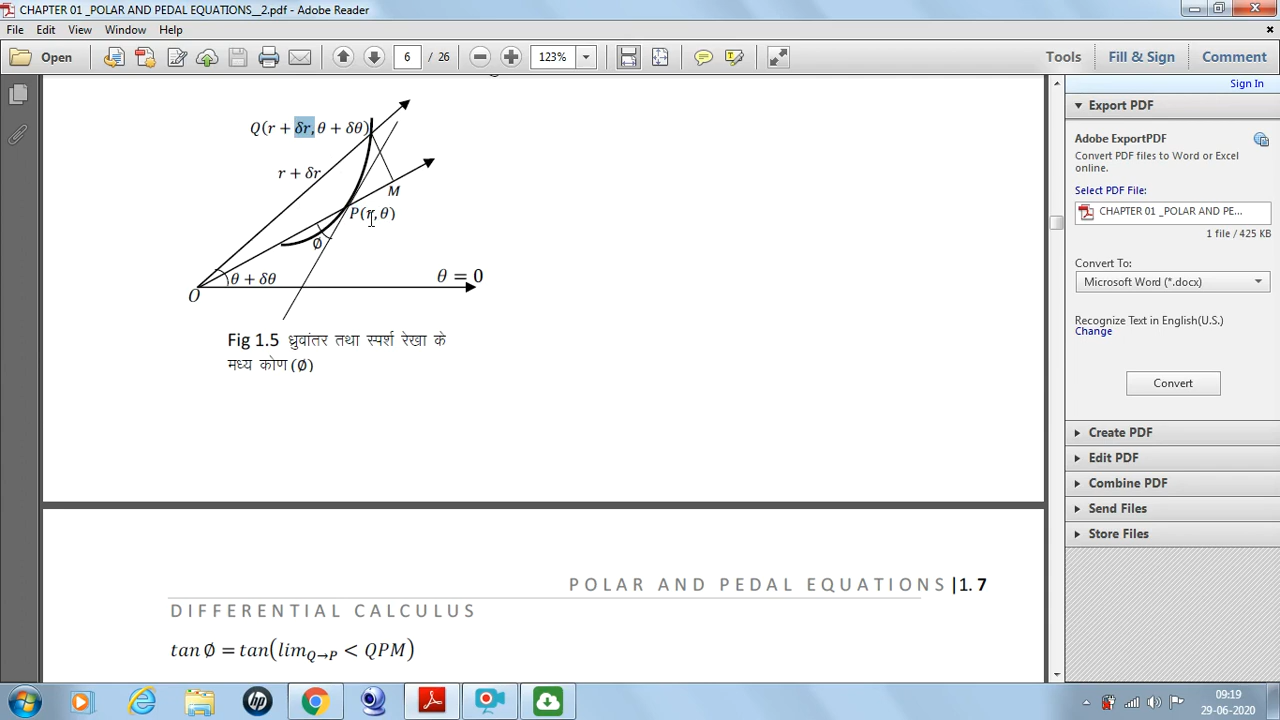 CHAPTER 01 _POLAR AND PEDAL EQUATIONS__2.pdf - Adobe Reader
File Edit View Window Help
Open 6 / 26 123% Tools Fill & Sign Comment
Sign In
Q(r + δr, θ + δθ)
r + δr
M
P(r, θ)
∅
θ + δθ
θ = 0
O
Fig 1.5 ध्रुवांतर तथा स्पर्श रेखा के
मध्य कोण (∅)
POLAR AND PEDAL EQUATIONS |1. 7
DIFFERENTIAL CALCULUS
tan ∅ = tan(lim_{Q→P} < QPM)
Export PDF
Adobe ExportPDF
Convert PDF files to Word or Excel
online.
Select PDF File:
CHAPTER 01 _POLAR AND PE...
1 file / 425 KB
Convert To:
Microsoft Word (*.docx)
Recognize Text in English(U.S.)
Change
Convert
Create PDF
Edit PDF
Combine PDF
Send Files
Store Files
hp
09:19
29-06-2020